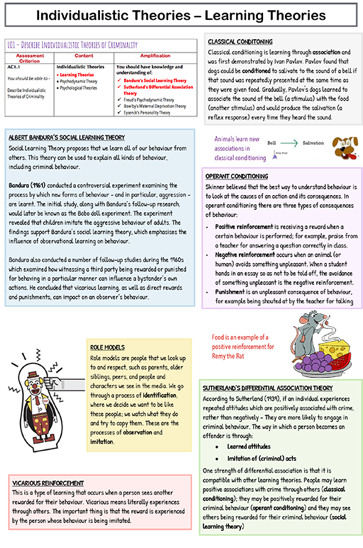 Individualistic Theories – Learning Theories
LO1 – DESCRIBE INDIVIDUALISTIC THEORIES OF CRIMINALITY
Assessment Criterion
Content
Amplification
AC2.1
You should be able to -
Describe Individualistic
Theories of Criminality
Individualistic Theories
• Learning Theories
• Psychodynamic Theory
• Psychological Theories
You should have knowledge and
understanding of:
✓ Bandura's Social Learning Theory
✓ Sutherland's Differential Association
Theory
✓ Freud's Psychodynamic Theory
✓ Bowlby's Maternal Deprivation Theory
✓ Eysenck's Personality Theory
CLASSICAL CONDITIONING
Classical conditioning is learning through association and
was first demonstrated by Ivan Pavlov. Pavlov found that
dogs could be conditioned to salivate to the sound of a bell if
that sound was repeatedly presented at the same time as
they were given food. Gradually, Pavlov's dogs learned to
associate the sound of the bell (a stimulus) with the food
(another stimulus) and would produce the salivation (a
reflex response) every time they heard the sound.
Animals learn new
associations in
classical conditioning
Bell
Salivation
ALBERT BANDURA'S SOCIAL LEARNING THEORY
Social Learning Theory proposes that we learn all of our behaviour from
others. This theory can be used to explain all kinds of behaviour,
including criminal behaviour.
Bandura (1961) conducted a controversial experiment examining the
process by which new forms of behaviour - and in particular, aggression -
are learnt. The initial study, along with Bandura's follow-up research,
would later be known as the Bobo doll experiment. The experiment
revealed that children imitate the aggressive behaviour of adults. The
findings support Bandura's social learning theory, which emphasises the
influence of observational learning on behaviour.
Bandura also conducted a number of follow-up studies during the 1960s
which examined how witnessing a third party being rewarded or punished
for behaving in a particular manner can influence a bystander's own
actions. He concluded that vicarious learning, as well as direct rewards
and punishments, can impact on an observer's behaviour.
OPERANT CONDITIONING
Skinner believed that the best way to understand behaviour is
to look at the causes of an action and its consequences. In
operant conditioning there are three types of consequences
of behaviour:
• Positive reinforcement is receiving a reward when a
certain behaviour is performed; for example, praise from
a teacher for answering a question correctly in class.
• Negative reinforcement occurs when an animal (or
human) avoids something unpleasant. When a student
hands in an essay so as not to be told off, the avoidance
of something unpleasant is the negative reinforcement.
• Punishment is an unpleasant consequence of behaviour,
for example being shouted at by the teacher for talking
Food is an example of a
positive reinforcement for
Remy the Rat
ROLE MODELS
Role models are people that we look up
to and respect, such as parents, older
siblings, peers, and people and
characters we see in the media. We go
through a process of identification,
where we decide we want to be like
these people; we watch what they do
and try to copy them. These are the
processes of observation and
imitation.
VICARIOUS REINFORCEMENT
This is a type of learning that occurs when a person sees another
rewarded for their behaviour. Vicarious means literally experiences
through others. The important thing is that the reward is experienced
by the person whose behaviour is being imitated.
SUTHERLAND'S DIFFERENTIAL ASSOCIATION THEORY
According to Sutherland (1939), if an individual experiences
repeated attitudes which are positively associated with crime,
rather than negatively – They are more likely to engage in
criminal behaviour. The way in which a person becomes an
offender is through:
• Learned attitudes
• Imitation of (criminal) acts
One strength of differential association is that it is
compatible with other learning theories. People may learn
positive associations with crime through others (classical
conditioning); they may be positively rewarded for their
criminal behaviour (operant conditioning) and they may see
others being rewarded for their criminal behaviour (social
learning theory)